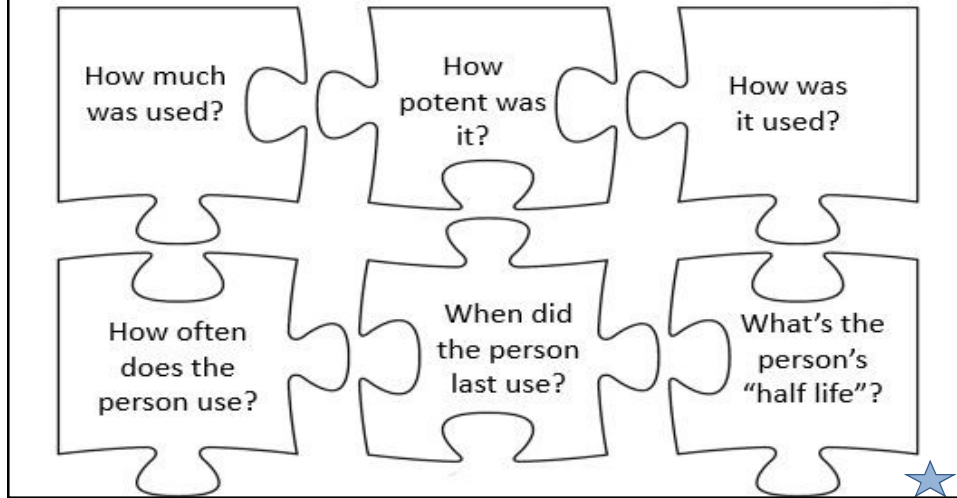 How much
was used?
How
potent was
it?
How was
it used?
How often
does the
person use?
When did
the person
last use?
What’s the
person’s
“half life”?